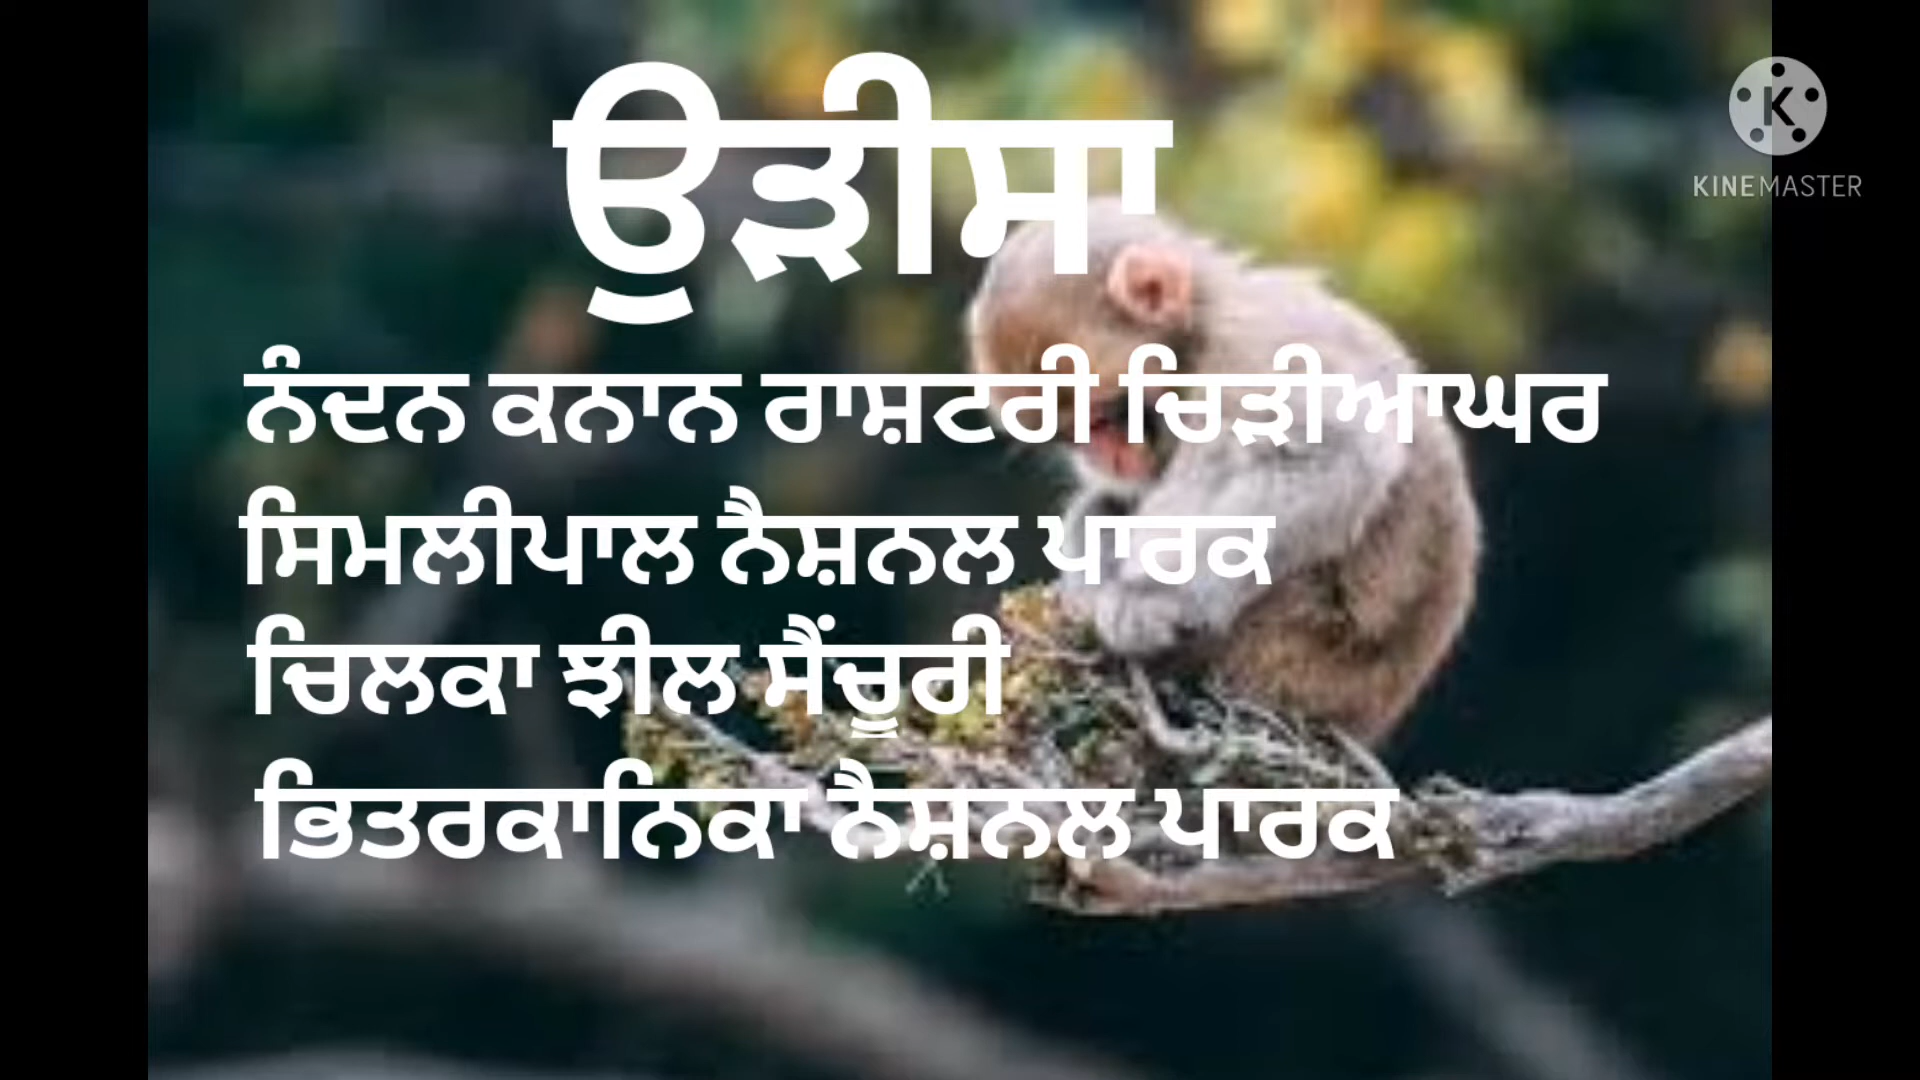 ਉੜੀਸਾ
ਨੰਦਨ ਕਨਾਨ ਰਾਸ਼ਟਰੀ ਚਿੜੀਆਘਰ
ਸਿਮਲੀਪਾਲ ਨੈਸ਼ਨਲ ਪਾਰਕ
ਚਿਲਕਾ ਝੀਲ ਸੈਂਚੂਰੀ
ਭਿਤਰਕਾਨਿਕਾ ਨੈਸ਼ਨਲ ਪਾਰਕ
K
KINEMASTER